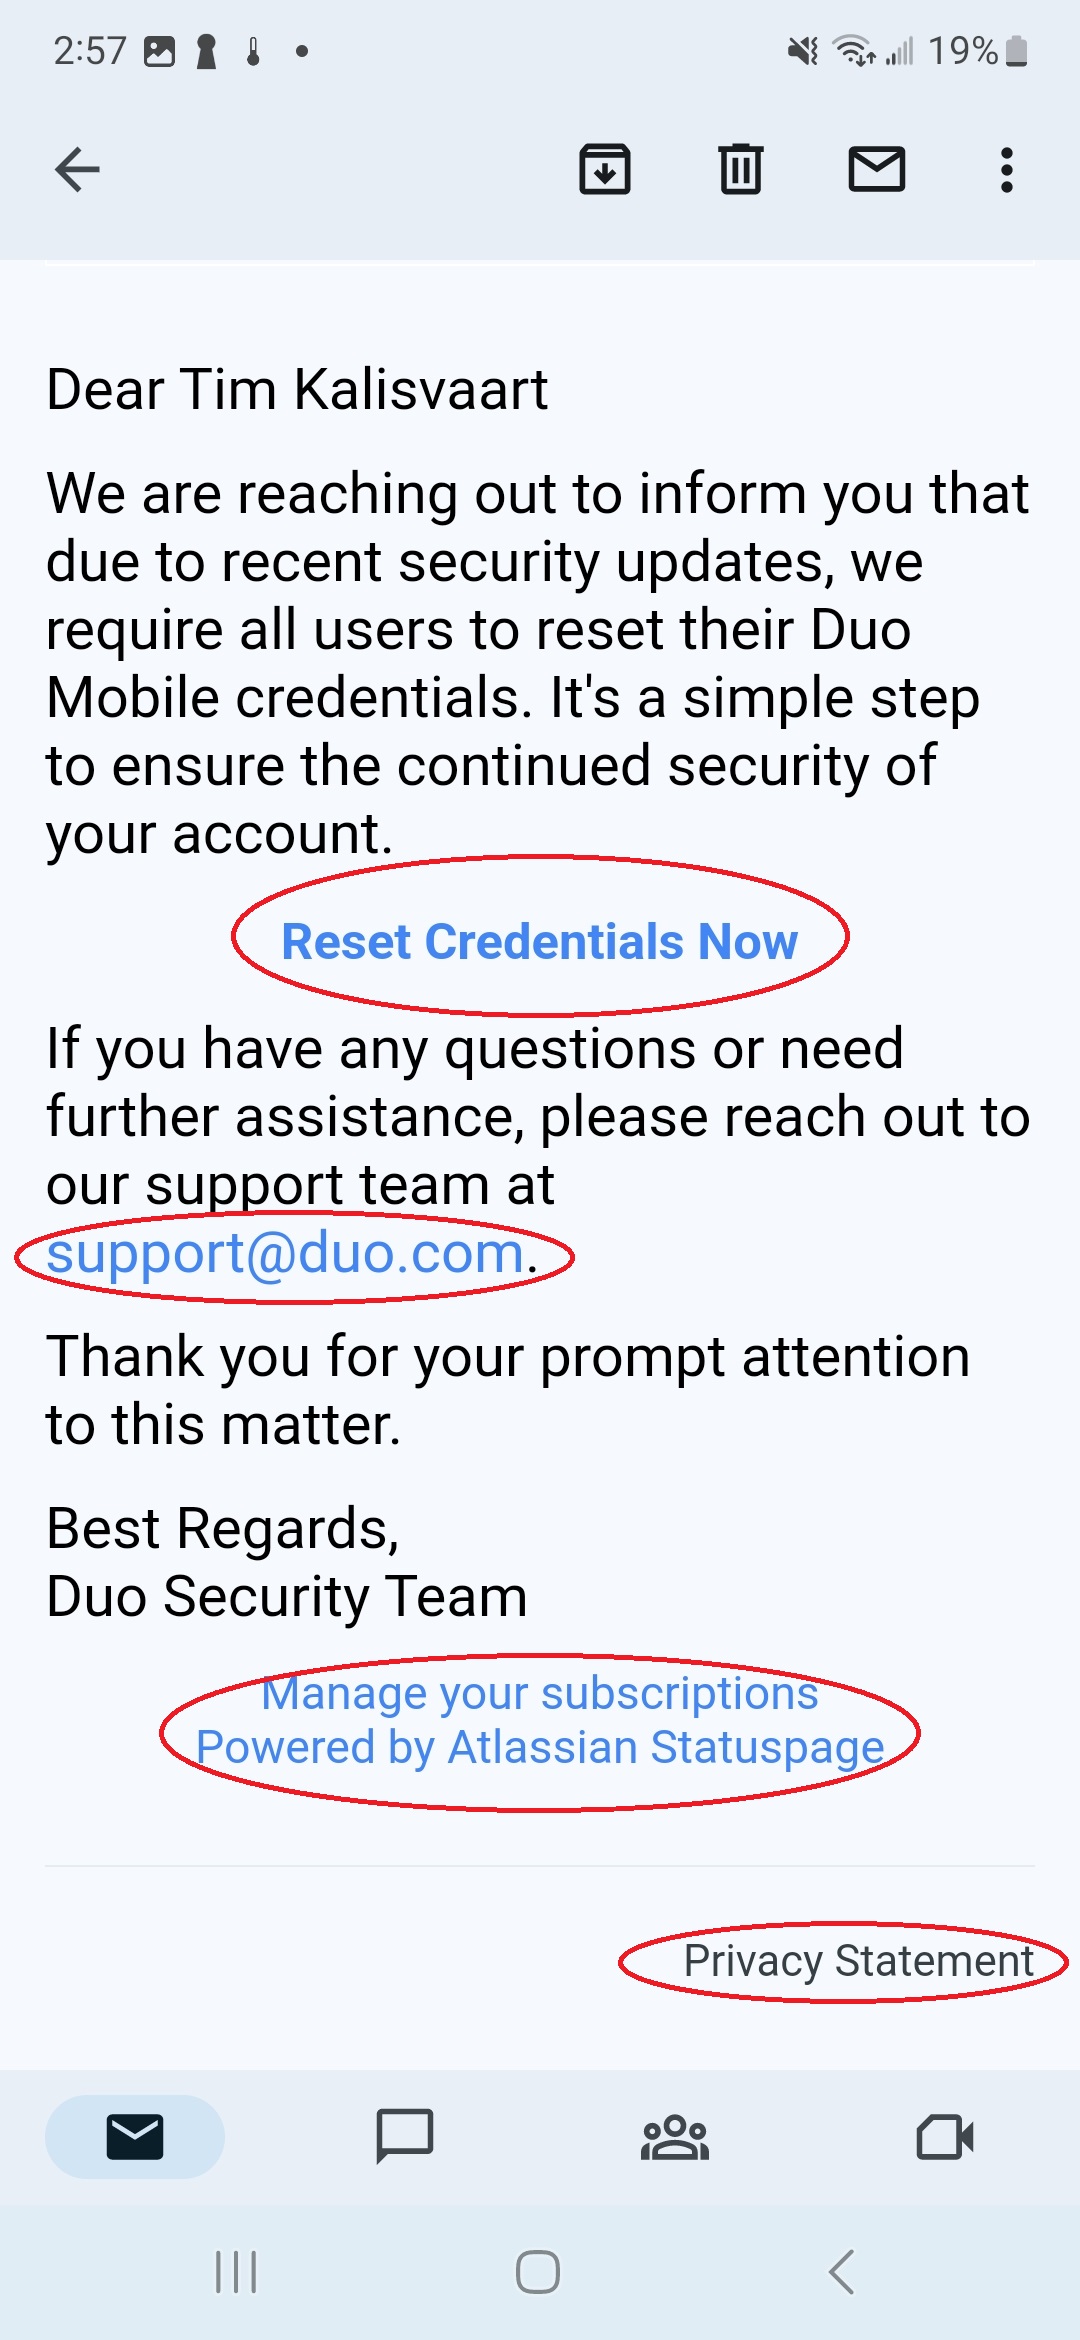 2:57
19%
Dear Tim Kalisvaart
We are reaching out to inform you that
due to recent security updates, we
require all users to reset their Duo
Mobile credentials. It's a simple step
to ensure the continued security of
your account.
Reset Credentials Now
If you have any questions or need
further assistance, please reach out to
our support team at
support@duo.com.
Thank you for your prompt attention
to this matter.
Best Regards,
Duo Security Team
Manage your subscriptions
Powered by Atlassian Statuspage
Privacy Statement